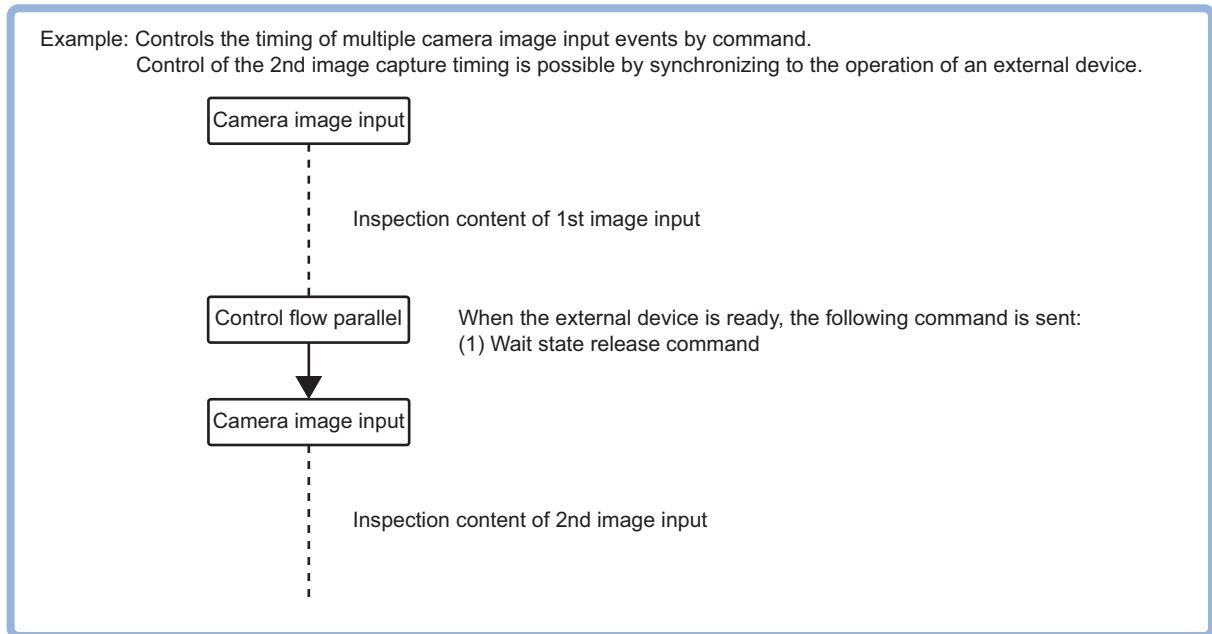 Example: Controls the timing of multiple camera image input events by command.
Control of the 2nd image capture timing is possible by synchronizing to the operation of an external device.
Camera image input
Inspection content of 1st image input
Control flow parallel
When the external device is ready, the following command is sent:
(1) Wait state release command
Camera image input
Inspection content of 2nd image input